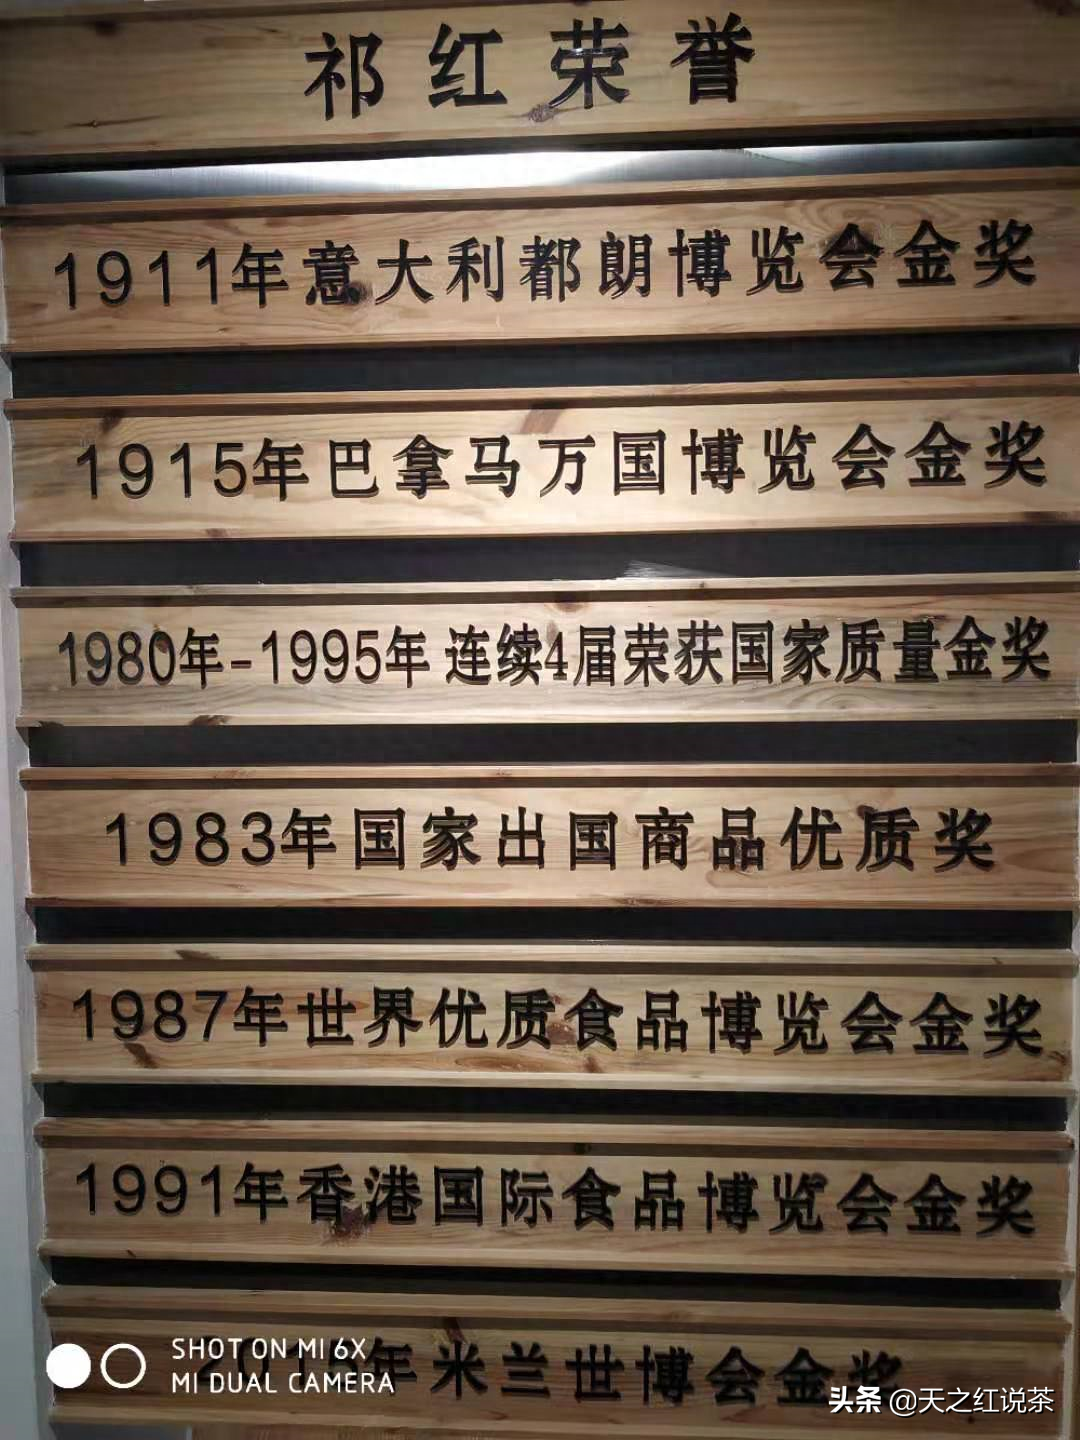 祁红荣誉
1911年意大利都朗博览会金奖
1915年巴拿马万国博览会金奖
1980年-1995年 连续4届荣获国家质量金奖
1983年国家出国商品优质奖
1987年世界优质食品博览会金奖
1991年香港国际食品博览会金奖
2015年米兰世博会金奖
SHOT ON MI 6X
MI DUAL CAMERA
头条 @天之红说茶